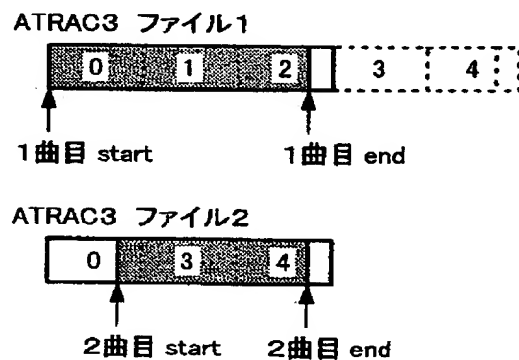 ATRAC3 ファイル1
0 1 2 3 4
1曲目 start 1曲目 end
ATRAC3 ファイル2
0 3 4
2曲目 start 2曲目 end